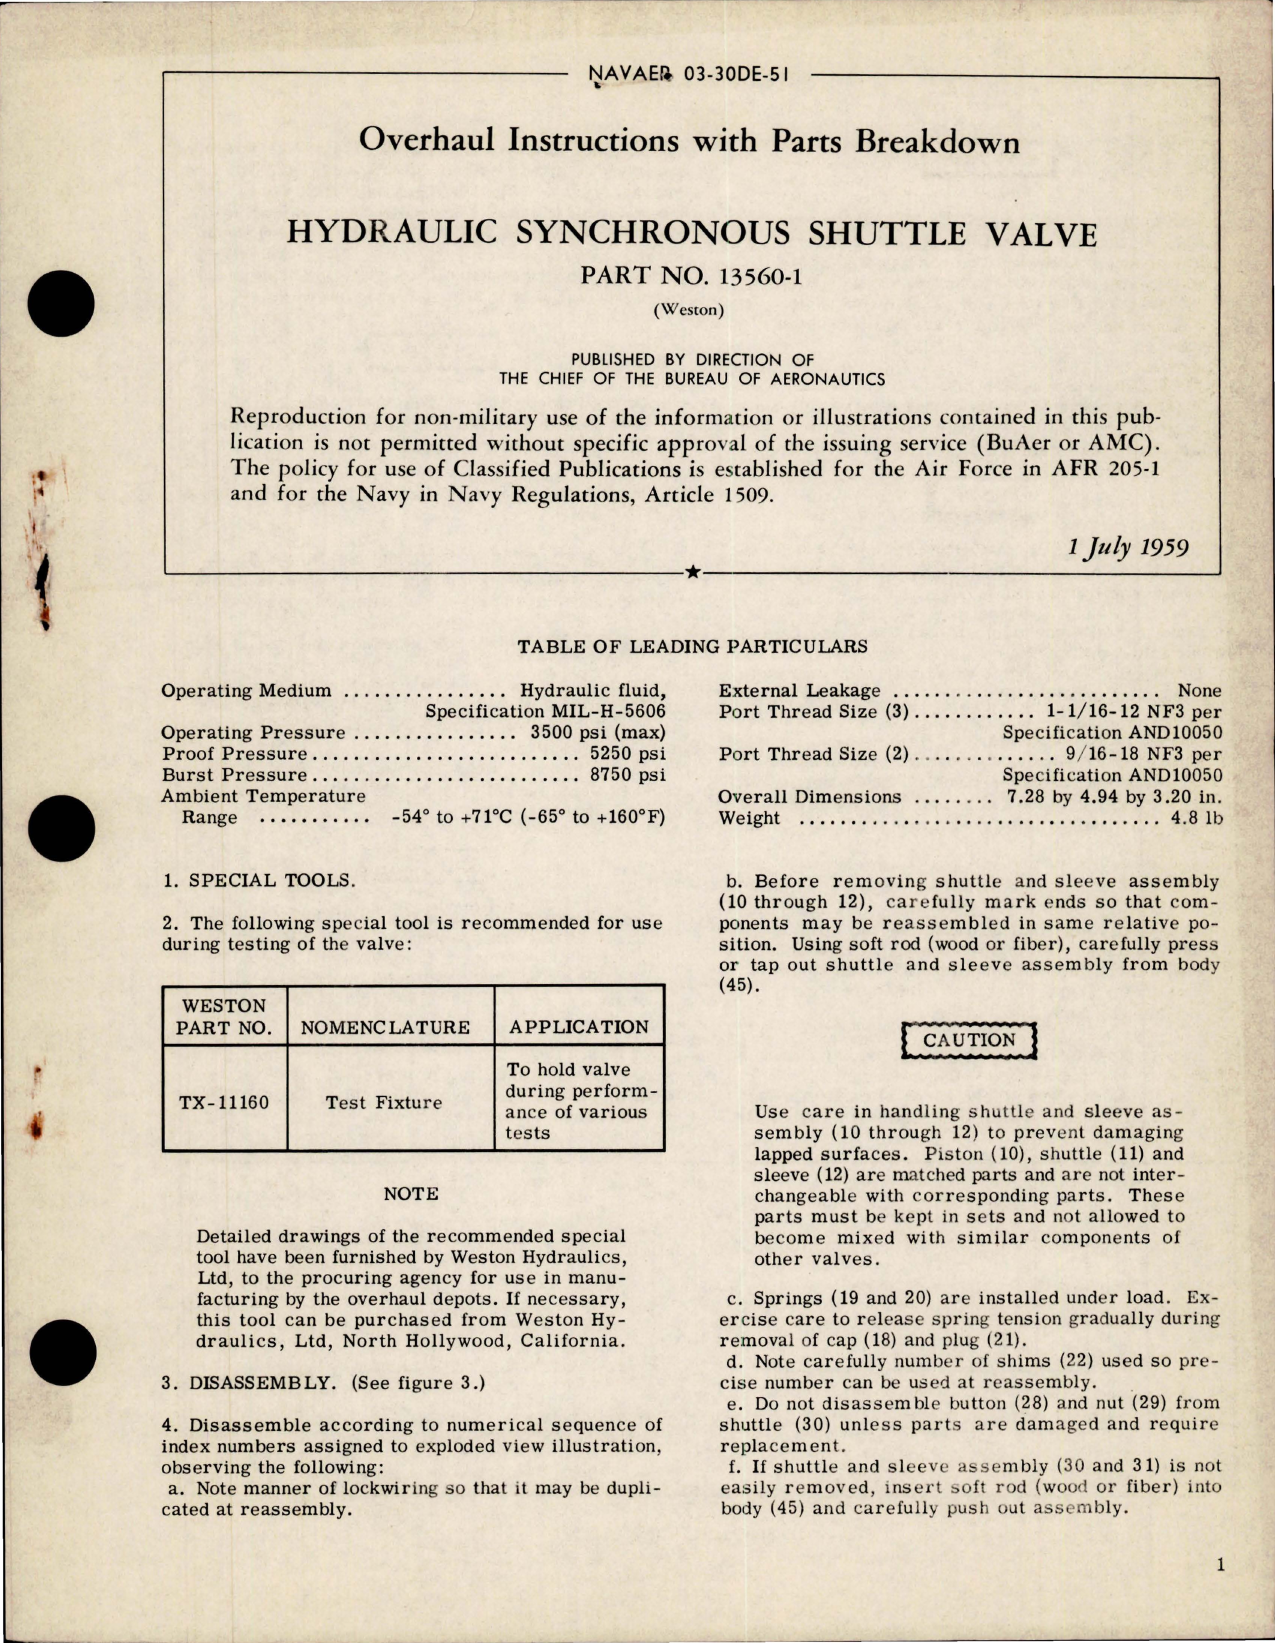 NAVAER 03-30DE-51
Overhaul Instructions with Parts Breakdown
HYDRAULIC SYNCHRONOUS SHUTTLE VALVE
PART NO. 13560-1
(Weston)
PUBLISHED BY DIRECTION OF
THE CHIEF OF THE BUREAU OF AERONAUTICS
Reproduction for non-military use of the information or illustrations contained in this pub-
lication is not permitted without specific approval of the issuing service (BuAer or AMC).
The policy for use of Classified Publications is established for the Air Force in AFR 205-1
and for the Navy in Navy Regulations, Article 1509.
1 July 1959
TABLE OF LEADING PARTICULARS
Operating Medium ................ Hydraulic fluid,
Specification MIL-H-5606
Operating Pressure ................ 3500 psi (max)
Proof Pressure.......................... 5250 psi
Burst Pressure.......................... 8750 psi
Ambient Temperature
Range ........... -54° to +71°C (-65° to +160°F)
External Leakage .......................... None
Port Thread Size (3)............ 1-1/16-12 NF3 per
Specification AND10050
Port Thread Size (2).............. 9/16-18 NF3 per
Specification AND10050
Overall Dimensions ........ 7.28 by 4.94 by 3.20 in.
Weight .................................. 4.8 lb
1. SPECIAL TOOLS.
2. The following special tool is recommended for use
during testing of the valve:
WESTON
PART NO.
NOMENCLATURE
APPLICATION
TX-11160
Test Fixture
To hold valve
during perform-
ance of various
tests
NOTE
Detailed drawings of the recommended special
tool have been furnished by Weston Hydraulics,
Ltd, to the procuring agency for use in manu-
facturing by the overhaul depots. If necessary,
this tool can be purchased from Weston Hy-
draulics, Ltd, North Hollywood, California.
3. DISASSEMBLY. (See figure 3.)
4. Disassemble according to numerical sequence of
index numbers assigned to exploded view illustration,
observing the following:
a. Note manner of lockwiring so that it may be dupli-
cated at reassembly.
b. Before removing shuttle and sleeve assembly
(10 through 12), carefully mark ends so that com-
ponents may be reassembled in same relative po-
sition. Using soft rod (wood or fiber), carefully press
or tap out shuttle and sleeve assembly from body
(45).
CAUTION
Use care in handling shuttle and sleeve as-
sembly (10 through 12) to prevent damaging
lapped surfaces. Piston (10), shuttle (11) and
sleeve (12) are matched parts and are not inter-
changeable with corresponding parts. These
parts must be kept in sets and not allowed to
become mixed with similar components of
other valves.
c. Springs (19 and 20) are installed under load. Ex-
ercise care to release spring tension gradually during
removal of cap (18) and plug (21).
d. Note carefully number of shims (22) used so pre-
cise number can be used at reassembly.
e. Do not disassemble button (28) and nut (29) from
shuttle (30) unless parts are damaged and require
replacement.
f. If shuttle and sleeve assembly (30 and 31) is not
easily removed, insert soft rod (wood or fiber) into
body (45) and carefully push out assembly.
1